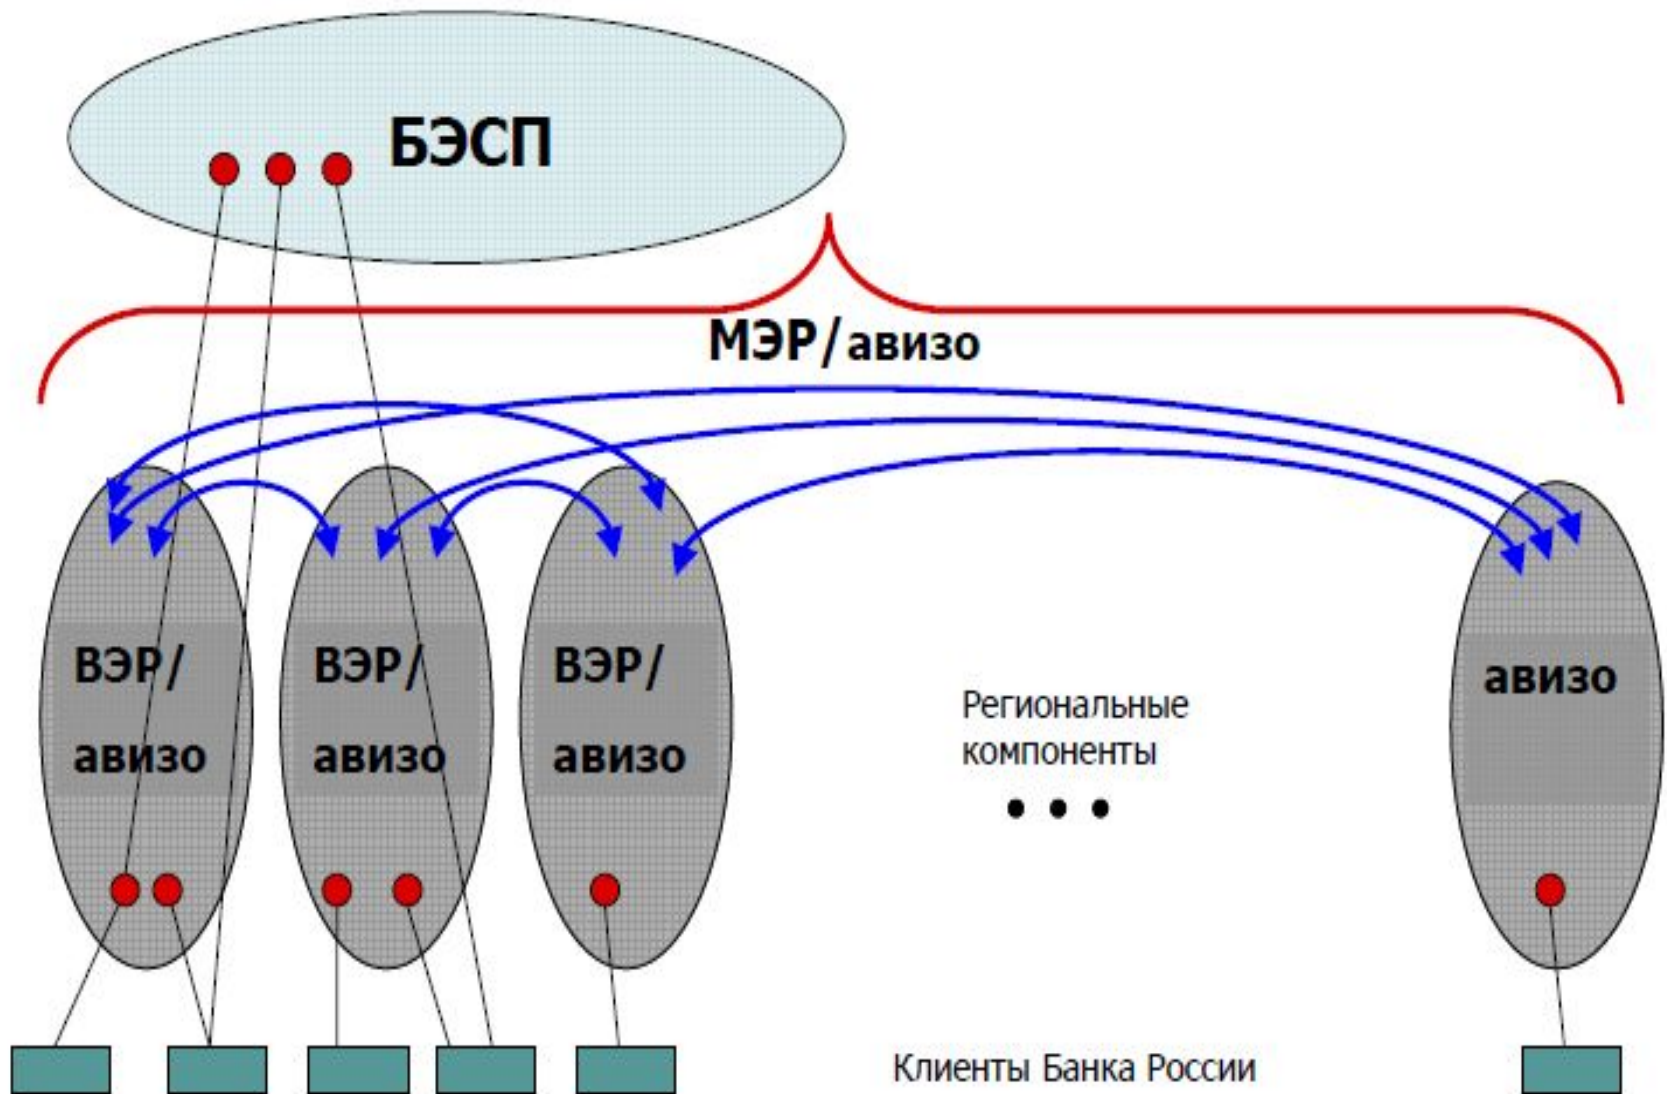 БЭСП
МЭР/авизо
ВЭР/
авизо
ВЭР/
авизо
ВЭР/
авизо
Региональные
компоненты
авизо
Клиенты Банка России